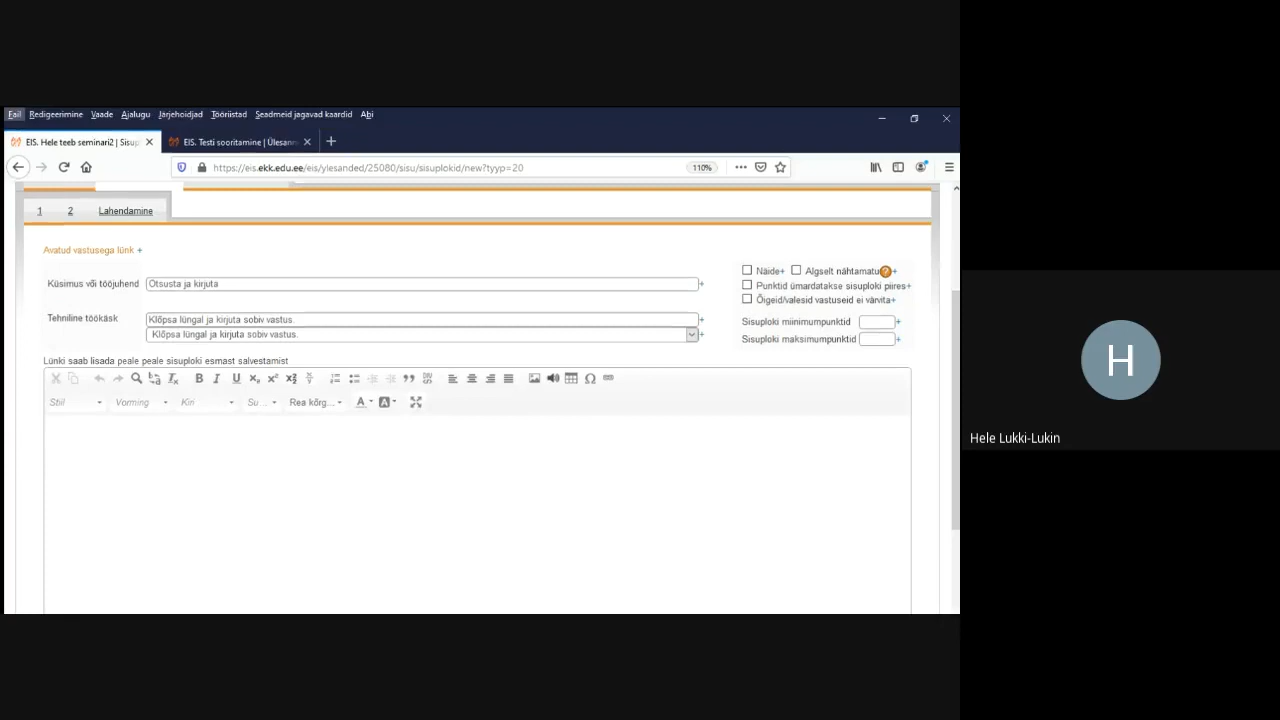 Fail Redigeerimine Vaade Ajalugu Järjehoidjad Tööriistad Seadmeid jagavad kaardid Abi
EIS. Hele teeb seminari2 | Sisup EIS. Testi sooritamine | Ülesann
https://eis.ekk.edu.ee/eis/ylesanded/25080/sisu/sisuplokid/new?tyyp=20 110%
1 2 Lahendamine
Avatud vastusega lünk +
Näide+ Algselt nähtamatu ?+
Küsimus või tööjuhend Otsusta ja kirjuta + Punktid ümardatakse sisuploki piires+
Õigeid/valesid vastuseid ei värvita+
Tehniline töökäsk Klõpsa lüngal ja kirjuta sobiv vastus. + Sisuploki miinimumpunktid +
Klõpsa lüngal ja kirjuta sobiv vastus. + Sisuploki maksimumpunktid +
Lünki saab lisada peale peale sisuploki esmast salvestamist
B I U
Stiil Vorming Kiri Su... Rea kõrg... A A
H
Hele Lukki-Lukin